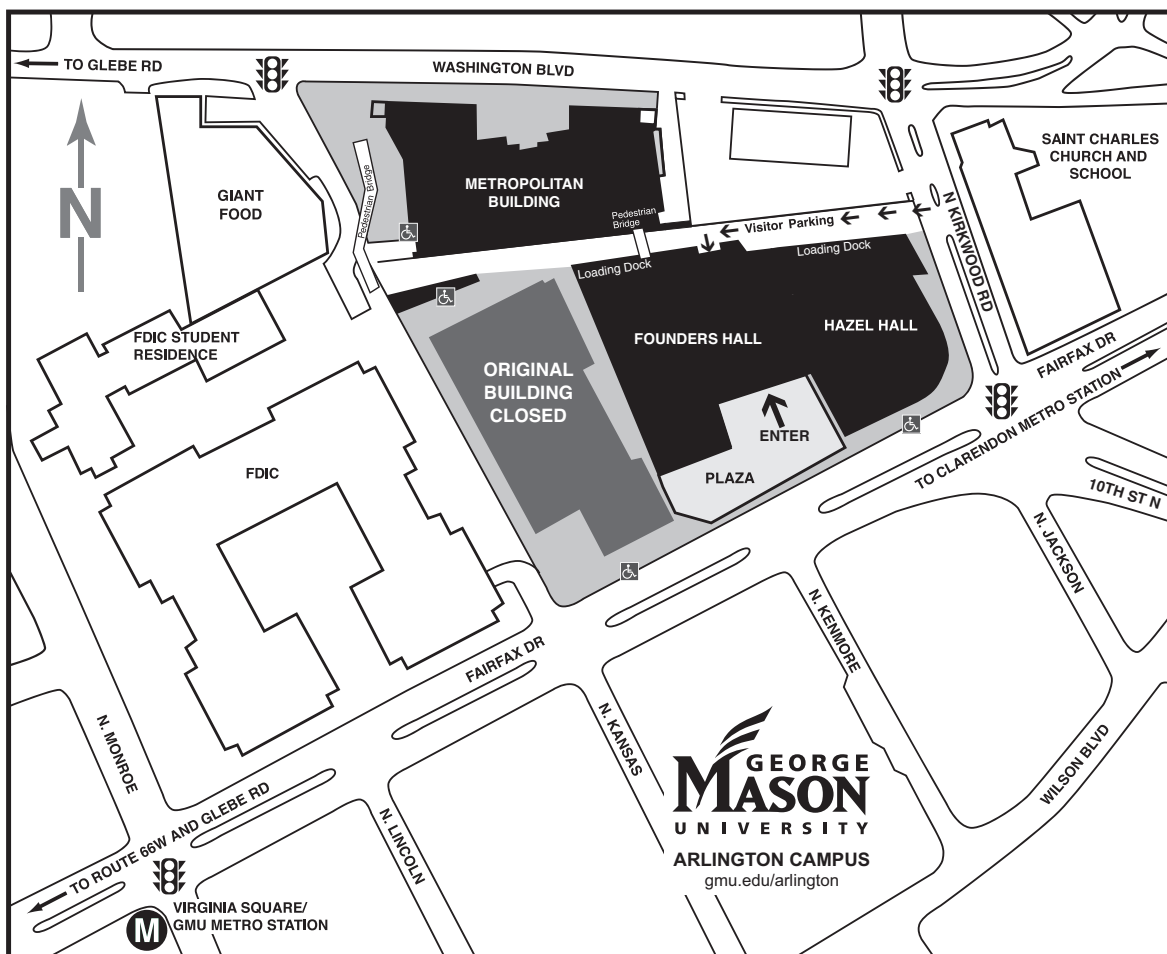 TO GLEBE RD
WASHINGTON BLVD
N
GIANT
FOOD
Pedestrian Bridge
METROPOLITAN
BUILDING
Pedestrian
Bridge
Visitor Parking
Loading Dock
Loading Dock
N KIRKWOOD RD
SAINT CHARLES
CHURCH AND
SCHOOL
FDIC STUDENT
RESIDENCE
ORIGINAL
BUILDING
CLOSED
FOUNDERS HALL
HAZEL HALL
FAIRFAX DR
TO CLARENDON METRO STATION
ENTER
PLAZA
FDIC
10TH ST N
N. JACKSON
N. KENMORE
FAIRFAX DR
N. KANSAS
N. MONROE
N. LINCOLN
WILSON BLVD
TO ROUTE 66W AND GLEBE RD
GEORGE
MASON
UNIVERSITY
ARLINGTON CAMPUS
gmu.edu/arlington
M
VIRGINIA SQUARE/
GMU METRO STATION